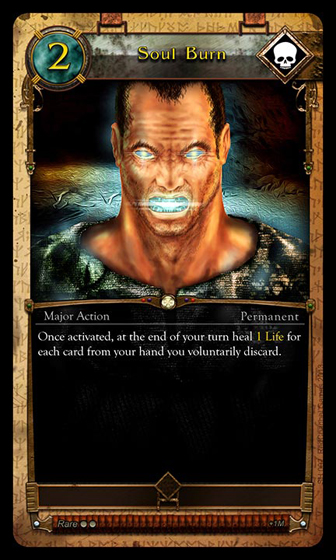 2
Soul Burn
Major Action Permanent
Once activated, at the end of your turn heal 1 Life for
each card from your hand you voluntarily discard.
Rare
•1M